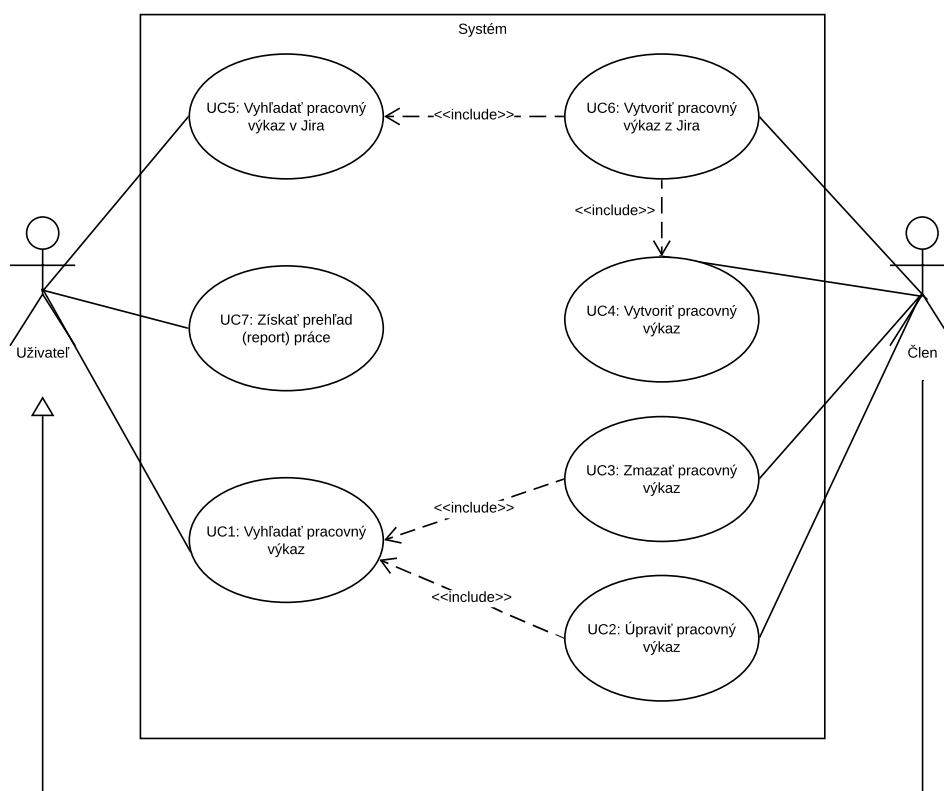 Systém
UC5: Vyhľadať pracovný
výkaz v Jira
<<include>>
UC6: Vytvoriť pracovný
výkaz z Jira
<<include>>
UC7: Získať prehľad
(report) práce
UC4: Vytvoriť pracovný
výkaz
Uživateľ
Člen
UC3: Zmazať pracovný
výkaz
<<include>>
UC1: Vyhľadať pracovný
výkaz
<<include>>
UC2: Úpraviť pracovný
výkaz